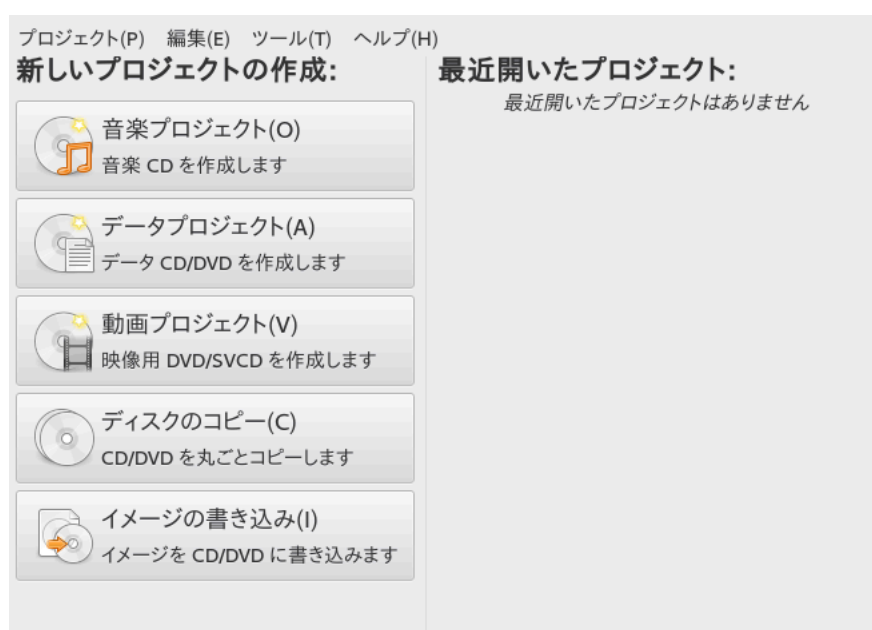 プロジェクト(P) 編集(E) ツール(T) ヘルプ(H)
新しいプロジェクトの作成:
音楽プロジェクト(O)
音楽 CD を作成します
データプロジェクト(A)
データ CD/DVD を作成します
動画プロジェクト(V)
映像用 DVD/SVCD を作成します
ディスクのコピー(C)
CD/DVD を丸ごとコピーします
イメージの書き込み(I)
イメージを CD/DVD に書き込みます
最近開いたプロジェクト:
最近開いたプロジェクトはありません